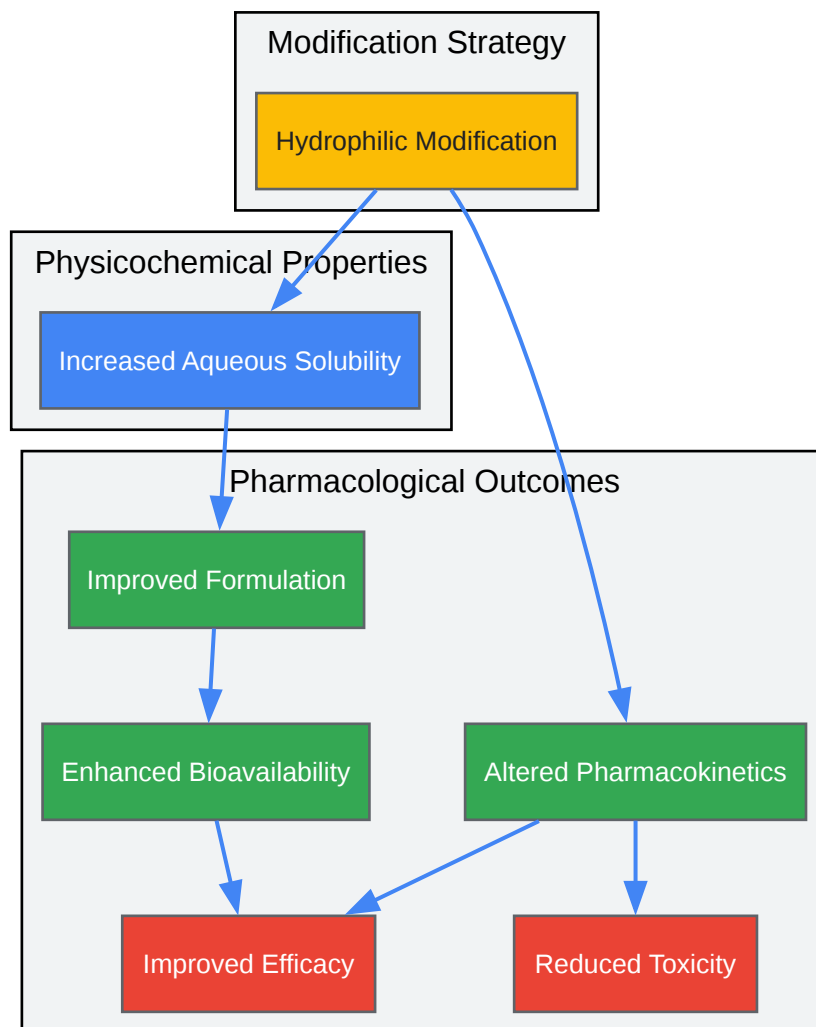 Modification Strategy
Hydrophilic Modification
Physicochemical Properties
Increased Aqueous Solubility
Pharmacological Outcomes
Improved Formulation
Enhanced Bioavailability
Altered Pharmacokinetics
Improved Efficacy
Reduced Toxicity